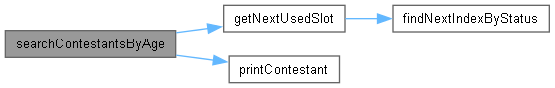 searchContestantsByAge
getNextUsedSlot
findNextIndexByStatus
printContestant